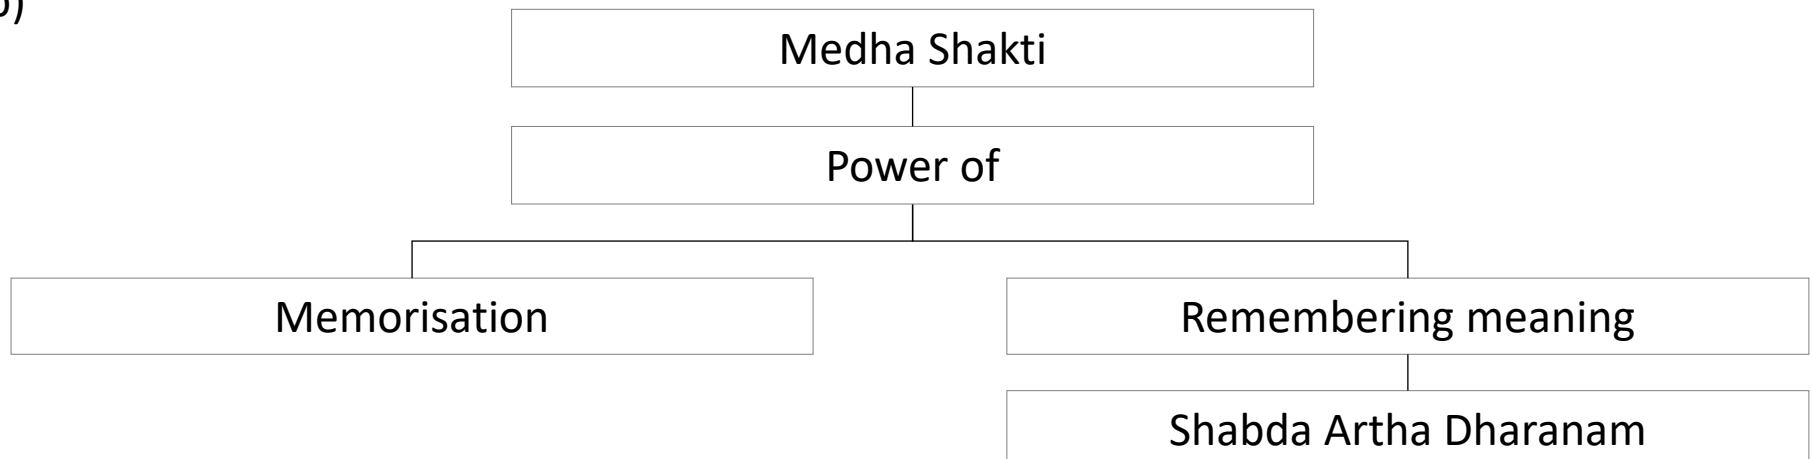 Medha Shakti
Power of
Memorisation
Remembering meaning
Shabda Artha Dharanam